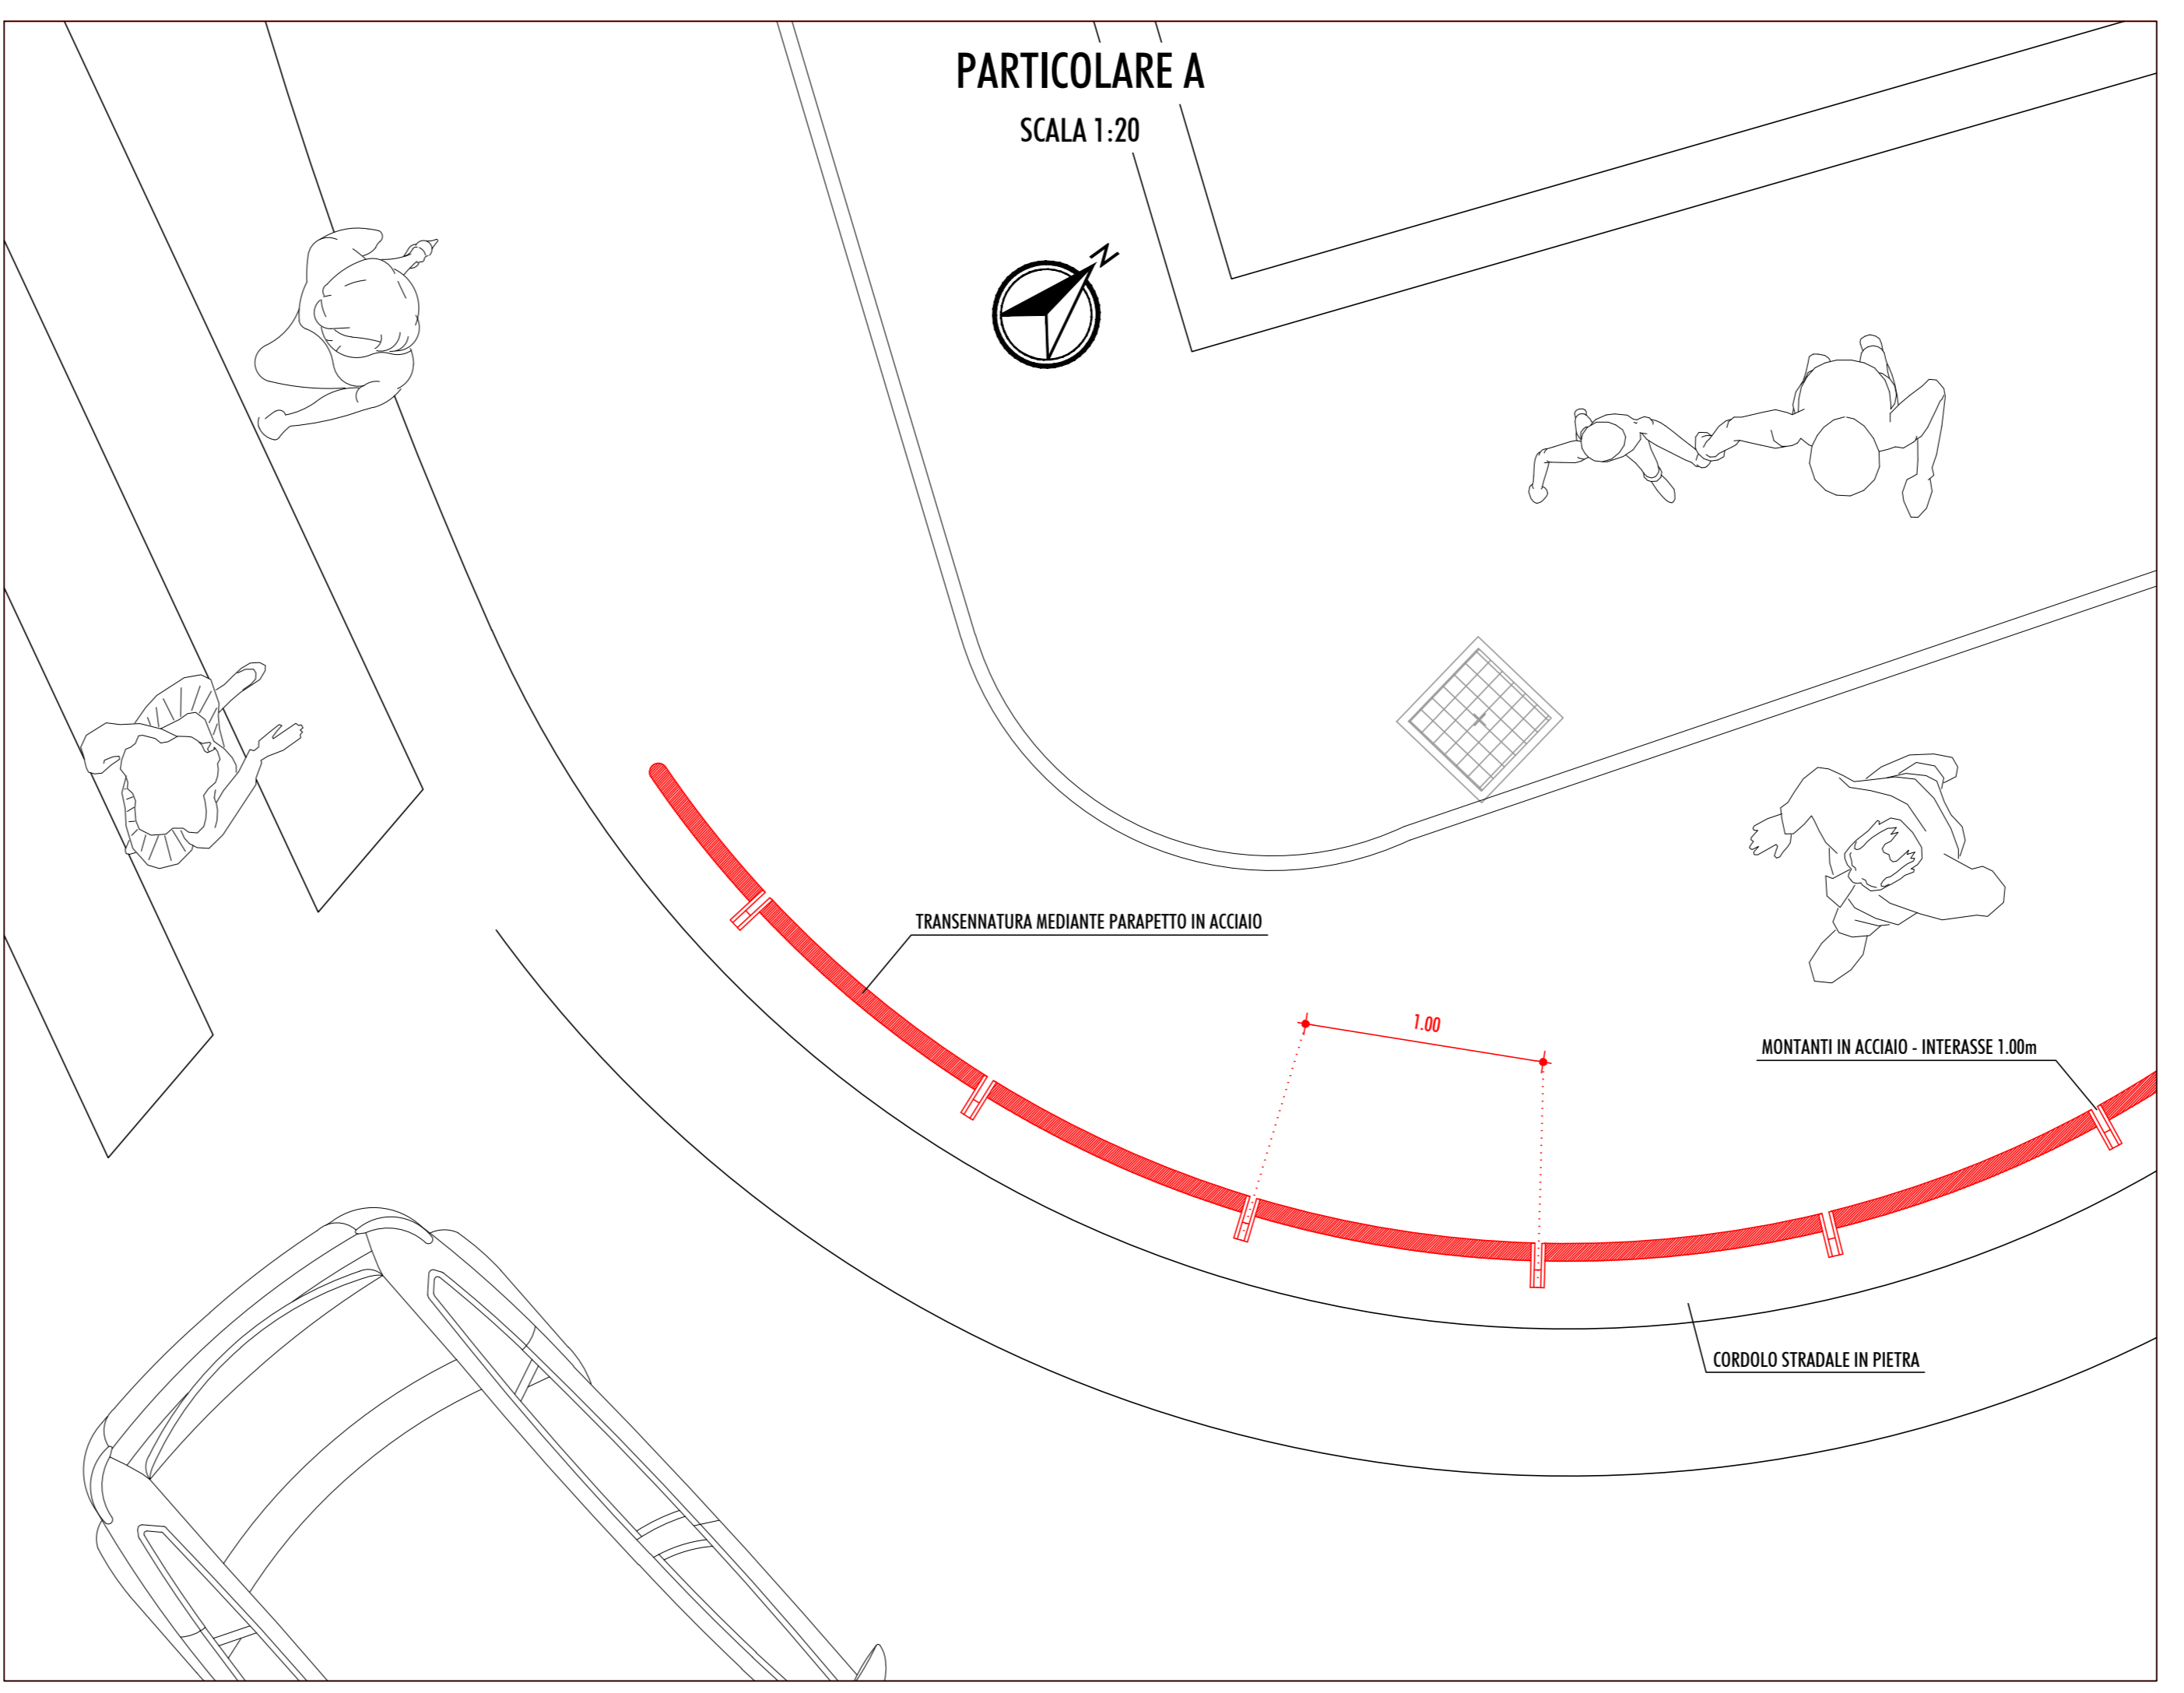 PARTICOLARE A
SCALA 1:20
N
TRANSENNATURA MEDIANTE PARAPETTO IN ACCIAIO
1.00
MONTANTI IN ACCIAIO - INTERASSE 1.00m
CORDOLO STRADALE IN PIETRA